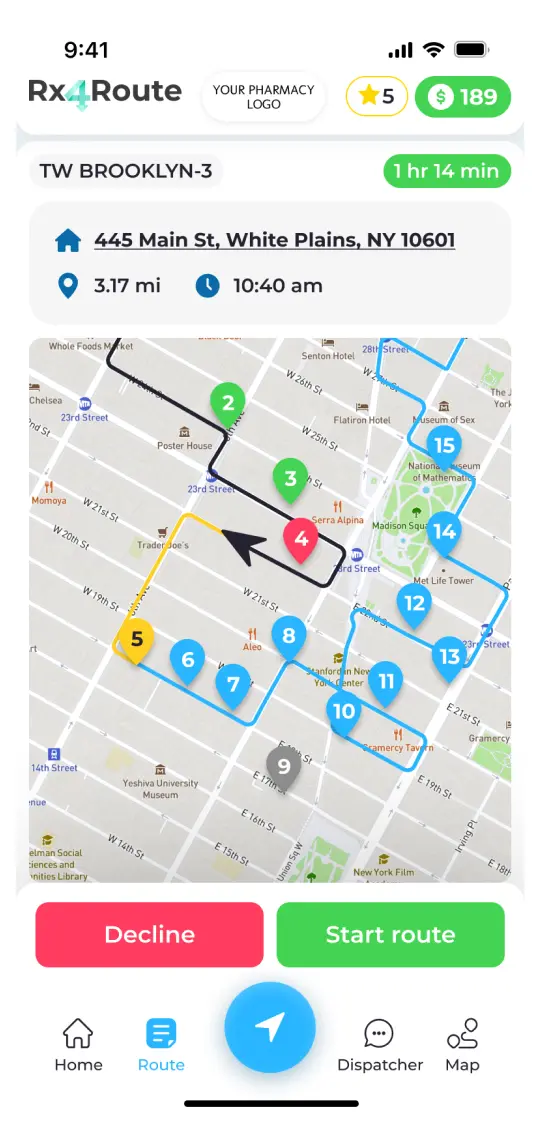 9:41
Rx4Route
YOUR PHARMACY
LOGO
5
$ 189
TW BROOKLYN-3
1 hr 14 min
445 Main St, White Plains, NY 10601
3.17 mi
10:40 am
Whole Foods Market
Senton Hotel
28th Street
W 26th St
W 27th St
Chelsea
23rd Street
2
Flatiron Hotel
Museum of Sex
Poster House
W 25th St
15
National Museum
of Mathematics
23rd Street
3
Momoya
W 21st St
Serra Alpina
Madison Squa
14
W 20th St
Trader Joe's
4
23rd Street
Met Life Tower
W 19th St
W 21st St
12
E 22nd St
5
6
7
8
Aleo
23rd Street
13
Stanfordan New
York Center
11
10
E 21st St
Gramercy Tavern
Gramercy
14th Street
9
E 17th St
E 19th St
Yeshiva University
Museum
E 16th St
Irving Pl
W 14th St
E 15th St
Union Sq W
E 18th
elman Social
ciences and
nities Library
New York Film
Decline
Start route
Home
Route
Dispatcher
Map